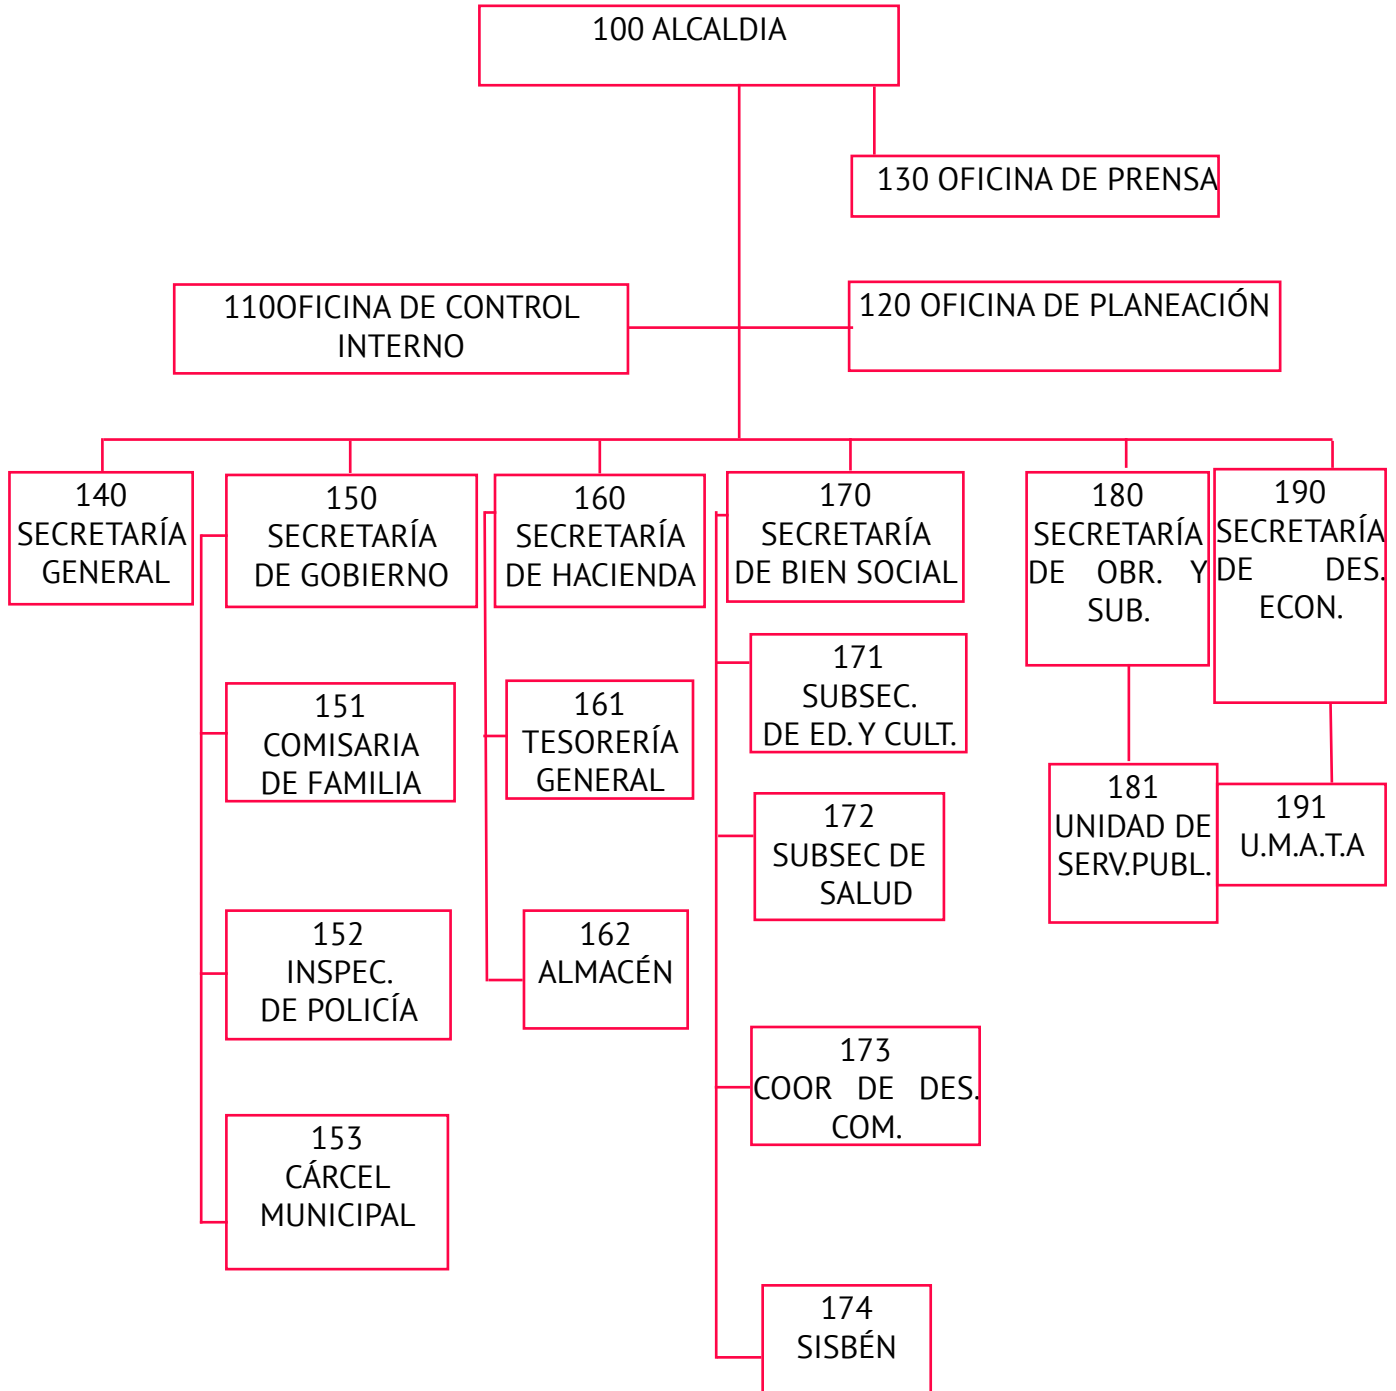 100 ALCALDIA
130 OFICINA DE PRENSA
110OFICINA DE CONTROL
INTERNO
120 OFICINA DE PLANEACIÓN
140
SECRETARÍA
GENERAL
150
SECRETARÍA
DE GOBIERNO
160
SECRETARÍA
DE HACIENDA
170
SECRETARÍA
DE BIEN SOCIAL
180
SECRETARÍA
DE OBR. Y
SUB.
190
SECRETARÍA
DE DES.
ECON.
151
COMISARIA
DE FAMILIA
161
TESORERÍA
GENERAL
171
SUBSEC.
DE ED. Y CULT.
181
UNIDAD DE
SERV.PUBL.
191
U.M.A.T.A
172
SUBSEC DE
SALUD
152
INSPEC.
DE POLICÍA
162
ALMACÉN
173
COOR DE DES.
COM.
153
CÁRCEL
MUNICIPAL
174
SISBÉN